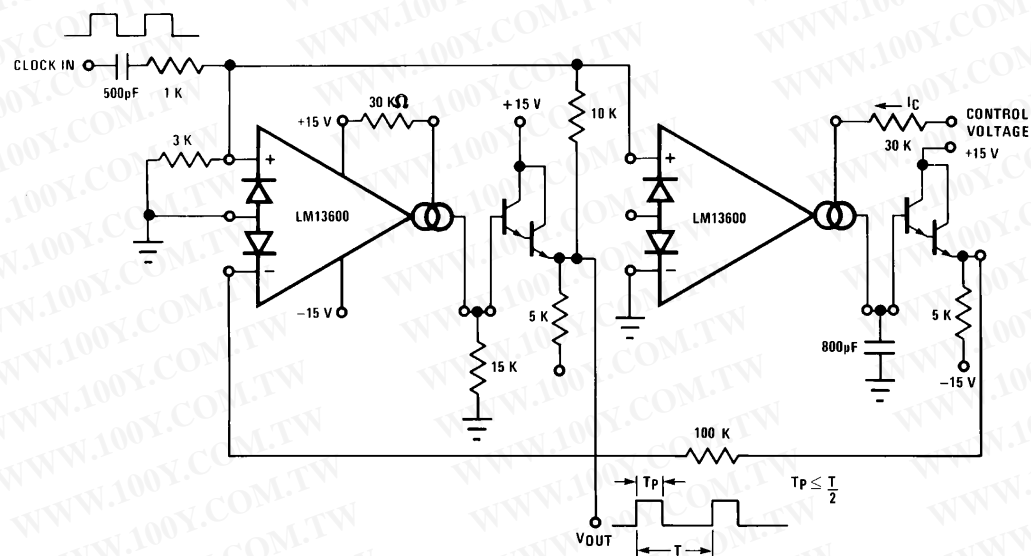 CLOCK IN
500pF
1 K
3 K
+15 V
30 KΩ
+
LM13600
−
−15 V
+15 V
10 K
5 K
15 K
+
LM13600
−
IC
30 K
CONTROL
VOLTAGE
+15 V
5 K
800pF
−15 V
100 K
TP
TP ≤ T/2
VOUT
T
WWW.100Y.COM.TW